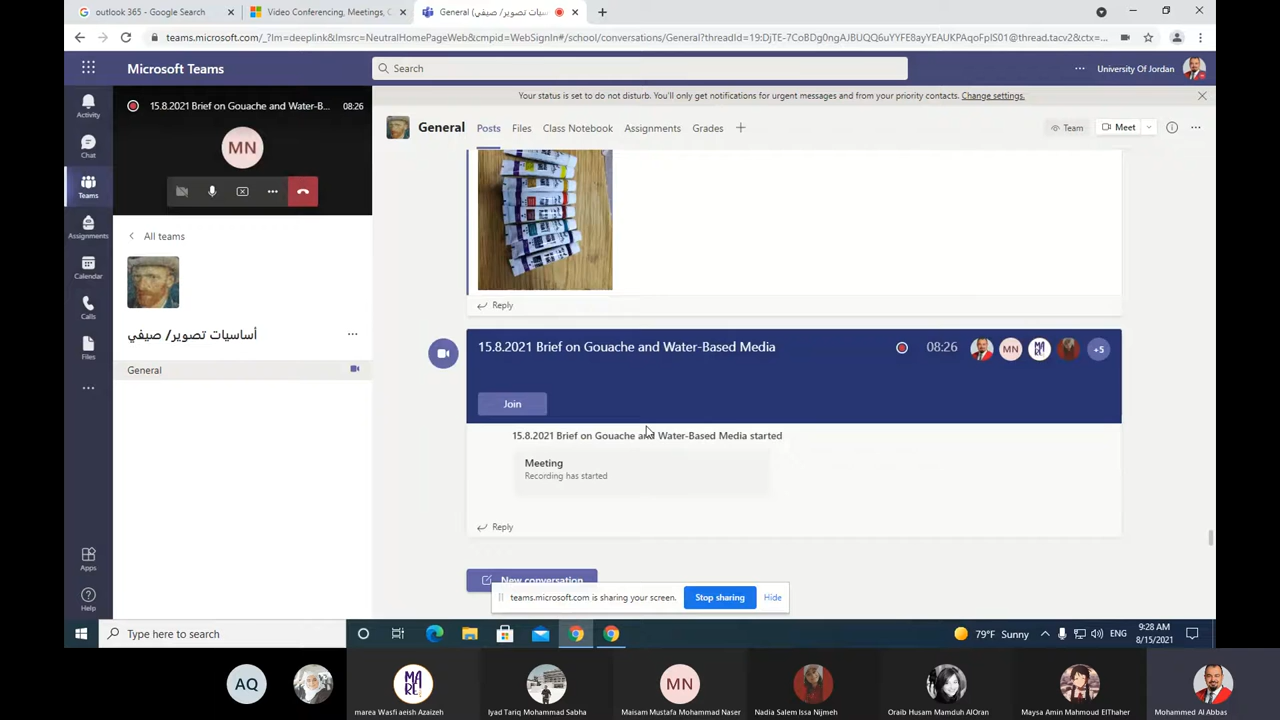 outlook 365 - Google Search
Video Conferencing, Meetings, C
General (أساسيات تصوير/ صيفي
teams.microsoft.com/_?lm=deeplink&lmsrc=NeutralHomePageWeb&cmpid=WebSignIn#/school/conversations/General?threadId=19:DjTE-7CoBDg0ngAJBUQQ6uYYFE8ayYEAUKPAqoFpIS01@thread.tacv2&ctx=...
Microsoft Teams
Search
University Of Jordan
Your status is set to do not disturb. You'll only get notifications for urgent messages and from your priority contacts. Change settings.
Activity
Chat
Teams
Assignments
Calendar
Calls
Files
Apps
Help
15.8.2021 Brief on Gouache and Water-B...
08:26
MN
All teams
أساسيات تصوير/ صيفي
General
General
Posts
Files
Class Notebook
Assignments
Grades
Team
Meet
Reply
15.8.2021 Brief on Gouache and Water-Based Media
08:26
MN
+5
Join
15.8.2021 Brief on Gouache and Water-Based Media started
Meeting
Recording has started
Reply
New conversation
teams.microsoft.com is sharing your screen.
Stop sharing
Hide
Type here to search
79°F Sunny
ENG
9:28 AM
8/15/2021
AQ
MN
marea Wasfi aeish Azaizeh
Iyad Tariq Mohammad Sabha
Maisam Mustafa Mohammad Naser
Nadia Salem Issa Nijmeh
Oraib Husam Mamduh AlOran
Maysa Amin Mahmoud ElThaher
Mohammed Al Abbas